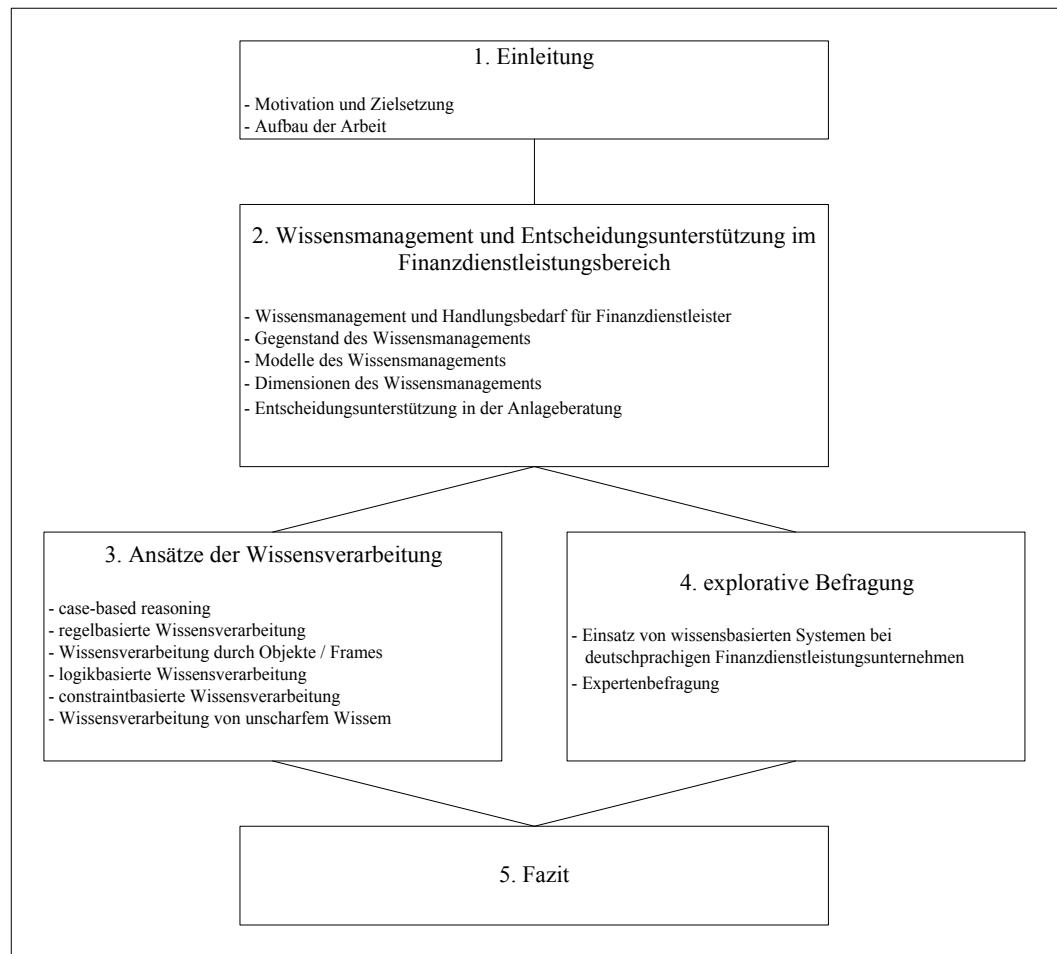 1. Einleitung
- Motivation und Zielsetzung
- Aufbau der Arbeit
2. Wissensmanagement und Entscheidungsunterstützung im
Finanzdienstleistungsbereich
- Wissensmanagement und Handlungsbedarf für Finanzdienstleister
- Gegenstand des Wissensmanagements
- Modelle des Wissensmanagements
- Dimensionen des Wissensmanagements
- Entscheidungsunterstützung in der Anlageberatung
3. Ansätze der Wissensverarbeitung
- case-based reasoning
- regelbasierte Wissensverarbeitung
- Wissensverarbeitung durch Objekte / Frames
- logikbasierte Wissensverarbeitung
- constraintbasierte Wissensverarbeitung
- Wissensverarbeitung von unscharfem Wissem
4. explorative Befragung
- Einsatz von wissensbasierten Systemen bei
deutschprachigen Finanzdienstleistungsunternehmen
- Expertenbefragung
5. Fazit